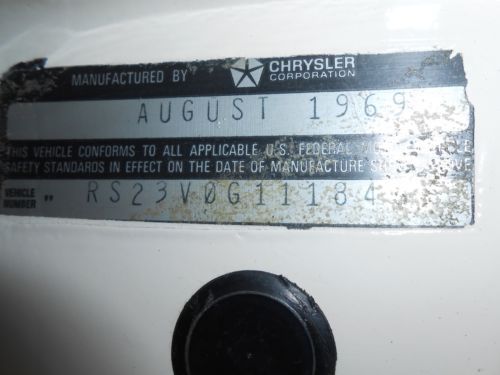 MANUFACTURED BY CHRYSLER CORPORATION
AUGUST 1969
THIS VEHICLE CONFORMS TO ALL APPLICABLE U.S. FEDERAL
SAFETY STANDARDS IN EFFECT ON THE DATE OF MANUFACTURE
VEHICLE NUMBER " RS23V0G11184